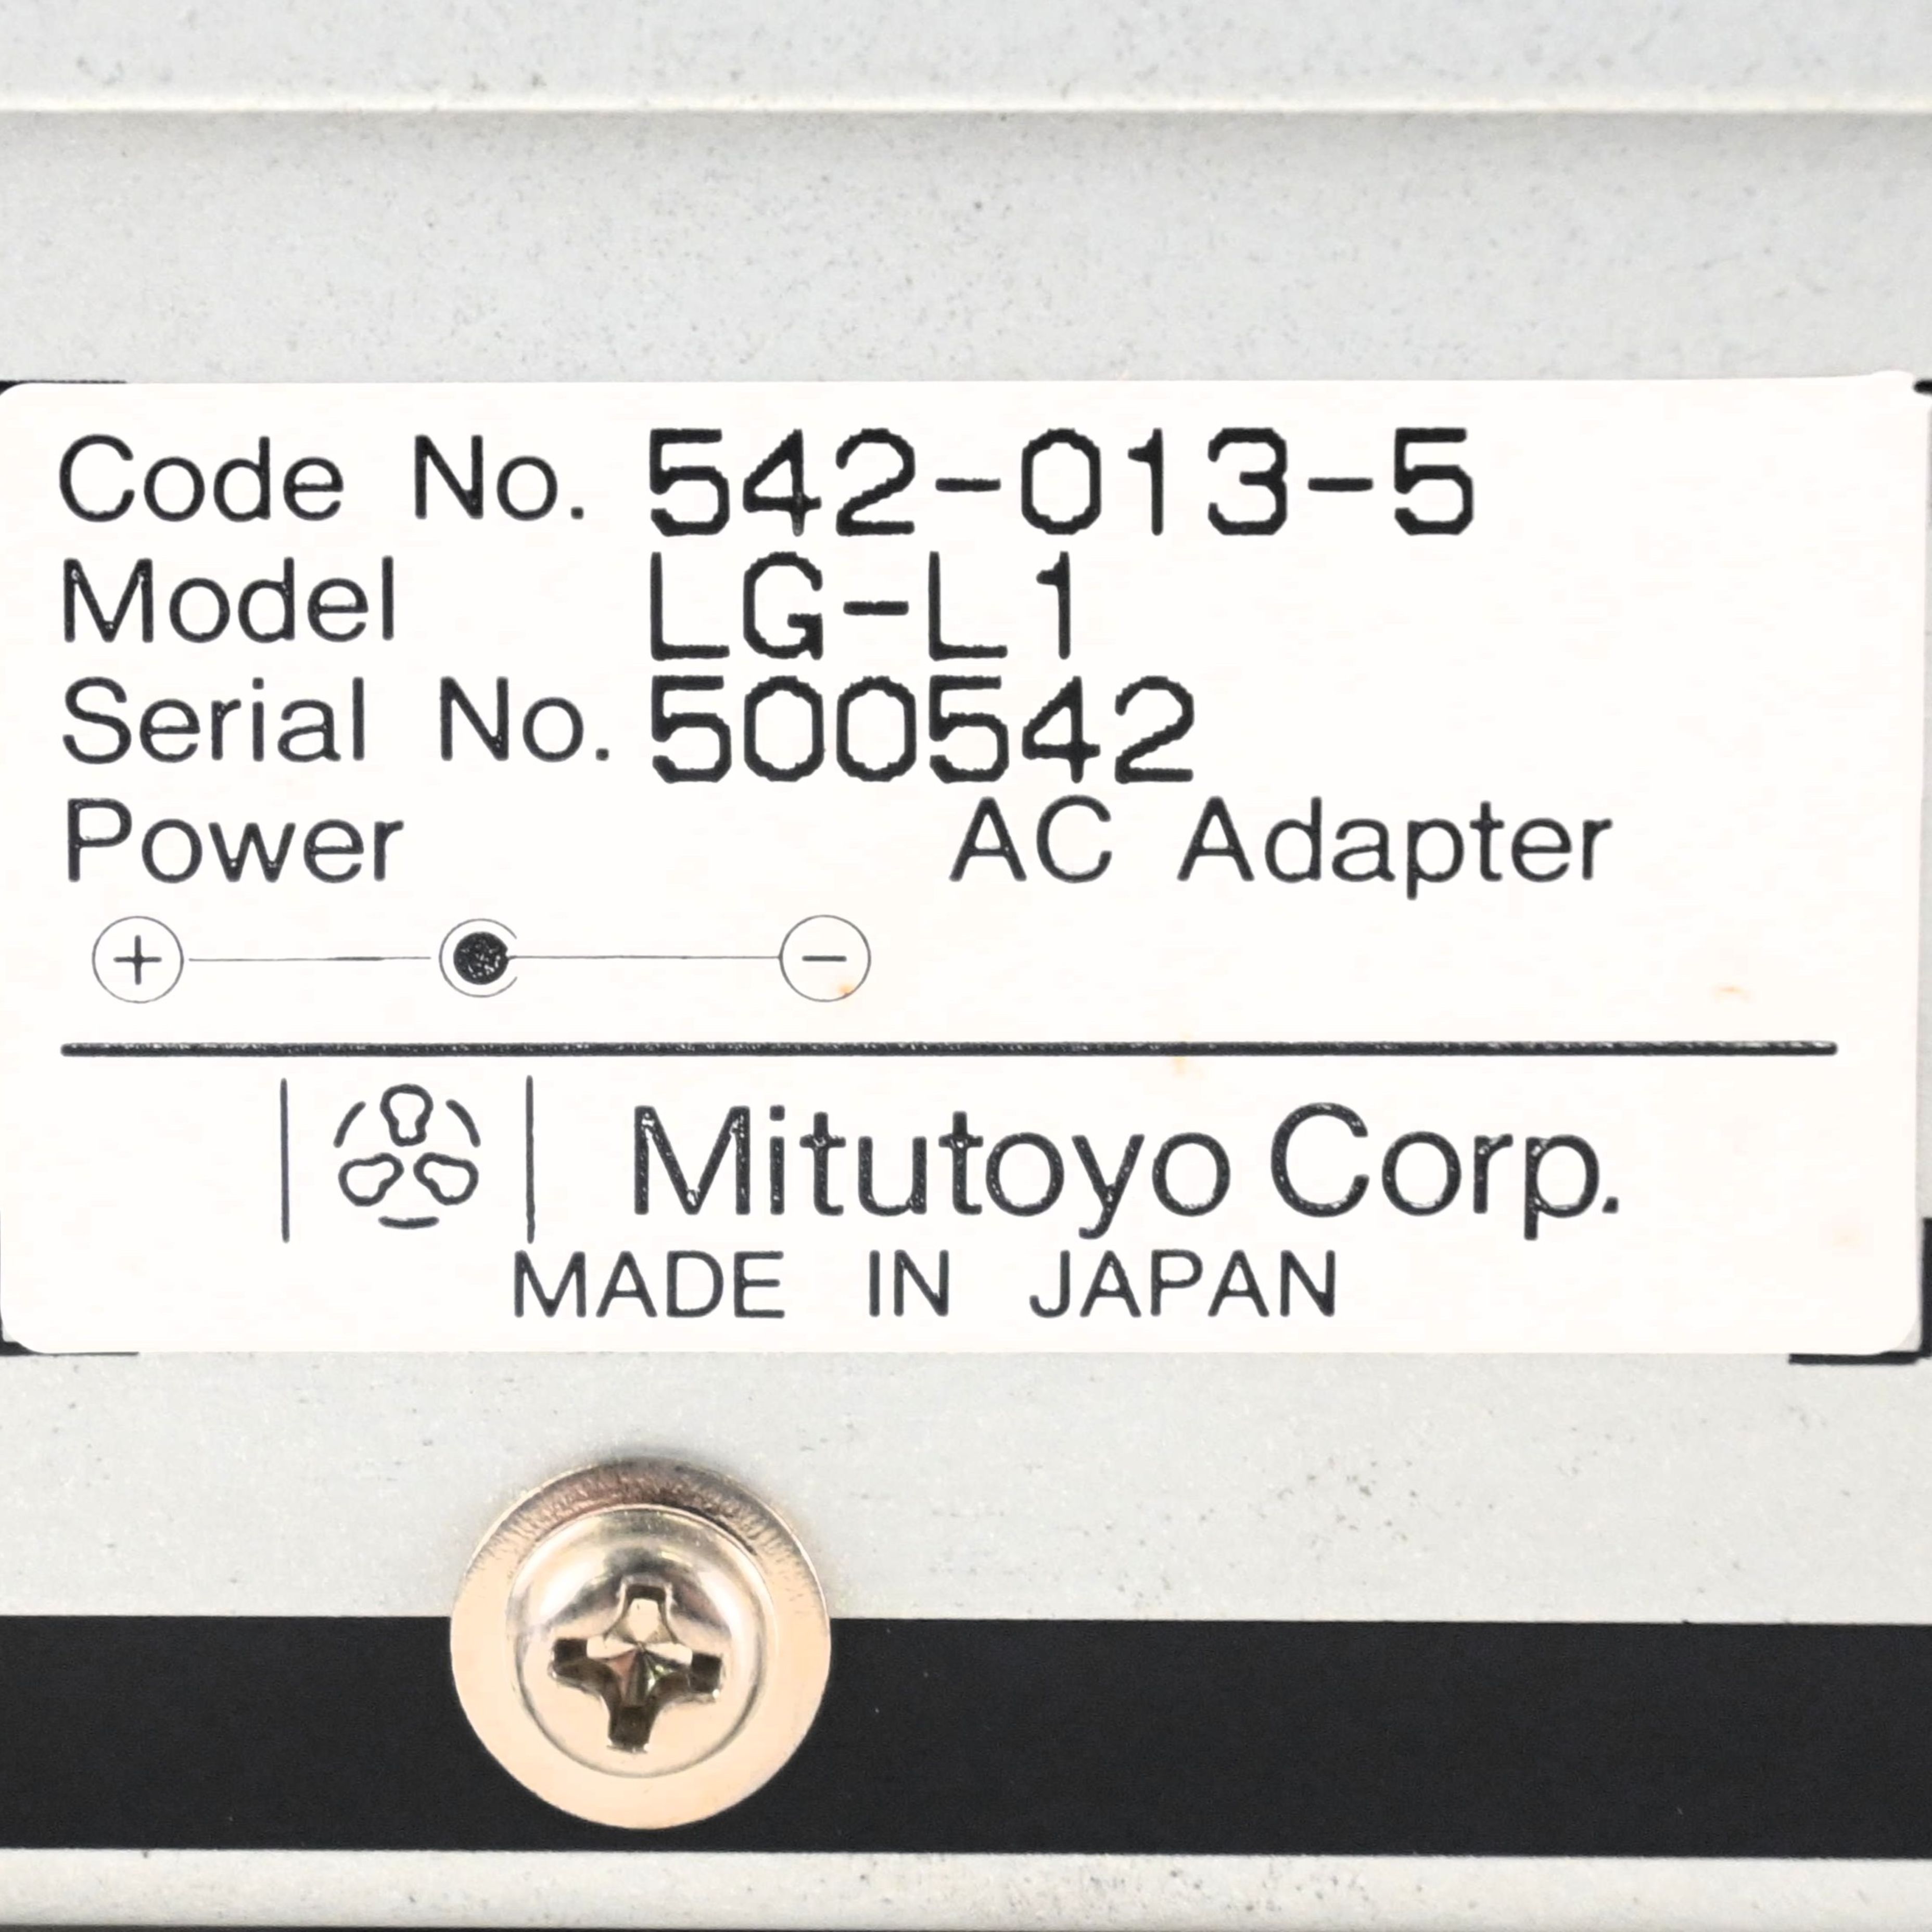 Code No. 542-013-5
Model LG-L1
Serial No. 500542
Power AC Adapter
+ −
Mitutoyo Corp.
MADE IN JAPAN